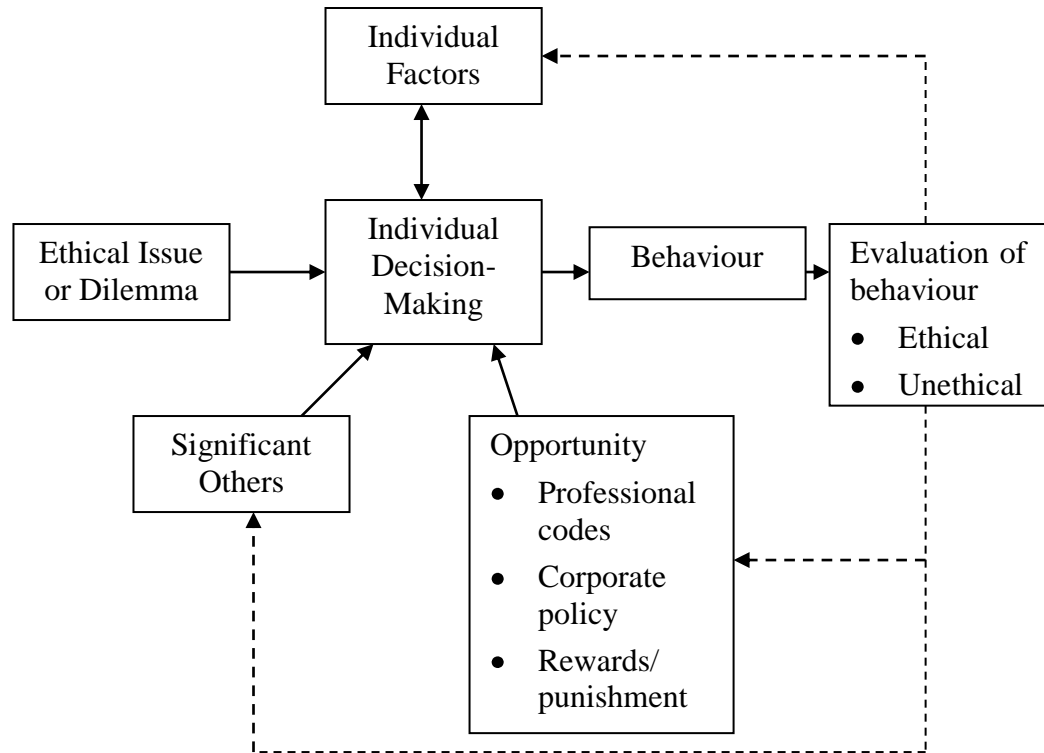 Individual
Factors
Ethical Issue
or Dilemma
Individual
Decision-
Making
Behaviour
Evaluation of
behaviour
● Ethical
● Unethical
Significant
Others
Opportunity
● Professional
codes
● Corporate
policy
● Rewards/
punishment